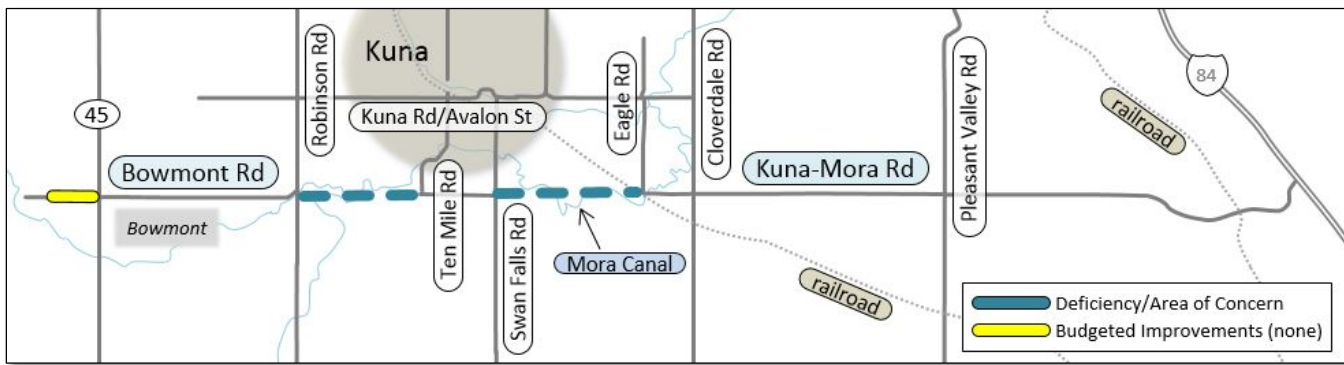 Kuna
84
45
Robinson Rd
Kuna Rd/Avalon St
Eagle Rd
Cloverdale Rd
Pleasant Valley Rd
railroad
Bowmont Rd
Kuna-Mora Rd
Bowmont
Ten Mile Rd
Swan Falls Rd
Mora Canal
railroad
Deficiency/Area of Concern
Budgeted Improvements (none)